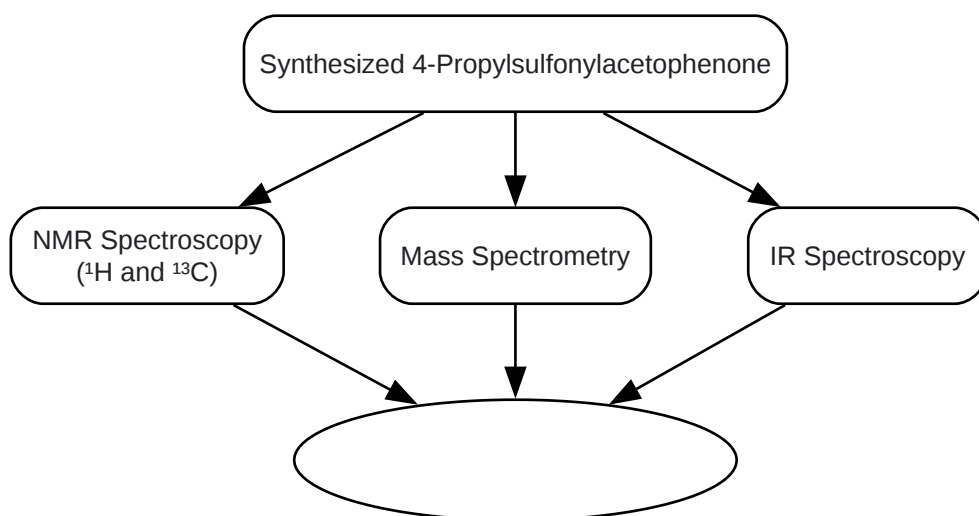 Synthesized 4-Propylsulfonylacetophenone
NMR Spectroscopy
(¹H and ¹³C)
Mass Spectrometry
IR Spectroscopy